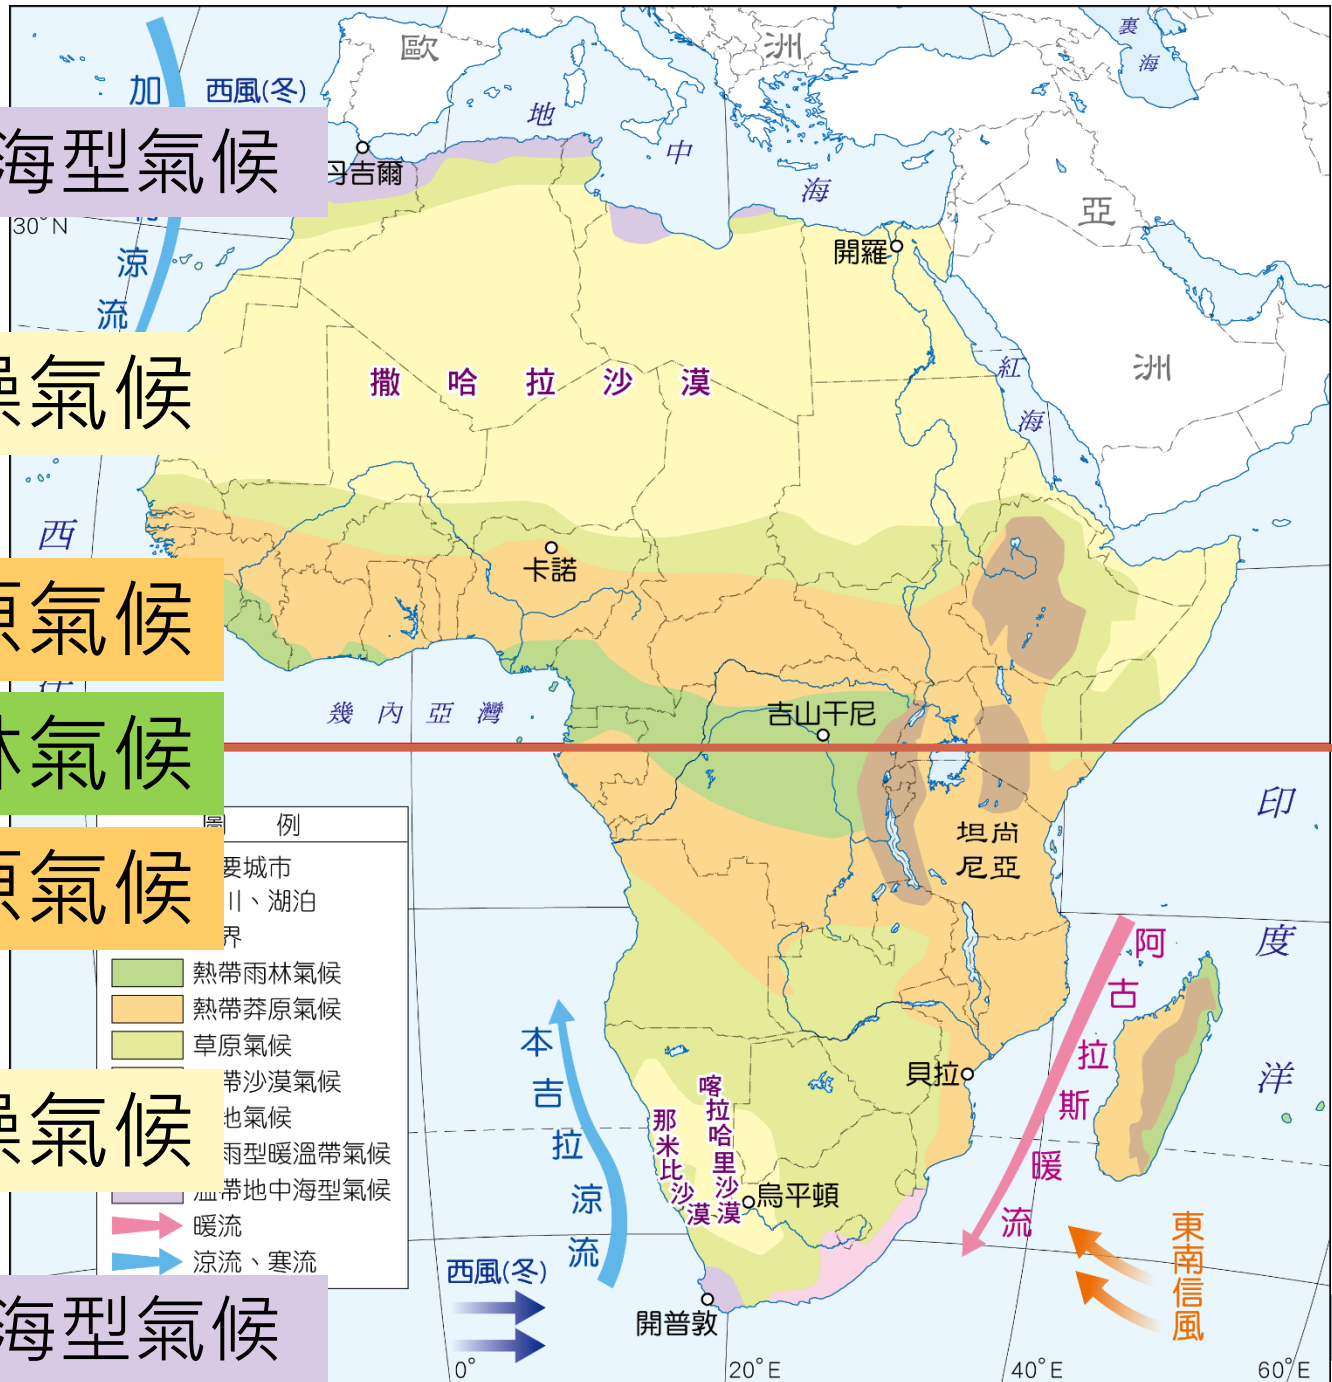 歐
洲
裏海
加
西風(冬)
地
中
海
海型氣候
丹吉爾
30°N
涼
流
開羅
亞
洲
紅
海
燥氣候
撒哈拉沙漠
西
洋
卡諾
原氣候
林氣候
幾內亞灣
吉山干尼
坦尚
尼亞
印
度
洋
圖例
要城市
川、湖泊
界
原氣候
熱帶雨林氣候
熱帶莽原氣候
草原氣候
帶沙漠氣候
地氣候
雨型暖溫帶氣候
溫帶地中海型氣候
暖流
涼流、寒流
燥氣候
海型氣候
本吉拉涼流
西風(冬)
那米比沙漠
喀拉哈里沙漠
烏平頓
開普敦
貝拉
阿古拉斯暖流
東南信風
0°
20°E
40°E
60°E